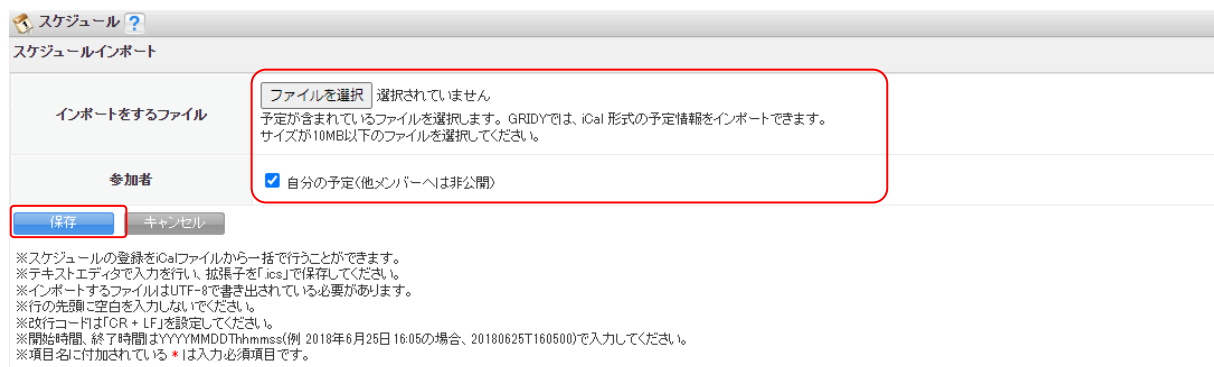 スケジュール ?
スケジュールインポート
インポートをするファイル
ファイルを選択 選択されていません
予定が含まれているファイルを選択します。GRIDYでは、iCal 形式の予定情報をインポートできます。
サイズが10MB以下のファイルを選択してください。
参加者
自分の予定(他メンバーへは非公開)
保存 キャンセル
※スケジュールの登録をiCalファイルから一括で行うことができます。
※テキストエディタで入力を行い、拡張子を「.ics」で保存してください。
※インポートするファイルはUTF-8で書き出されている必要があります。
※行の先頭に空白を入力しないでください。
※改行コードは「CR + LF」を設定してください。
※開始時間、終了時間はYYYYMMDDThhmmss(例 2018年6月25日 16:05の場合、20180625T160500)で入力してください。
※項目名に付加されている * は入力必須項目です。